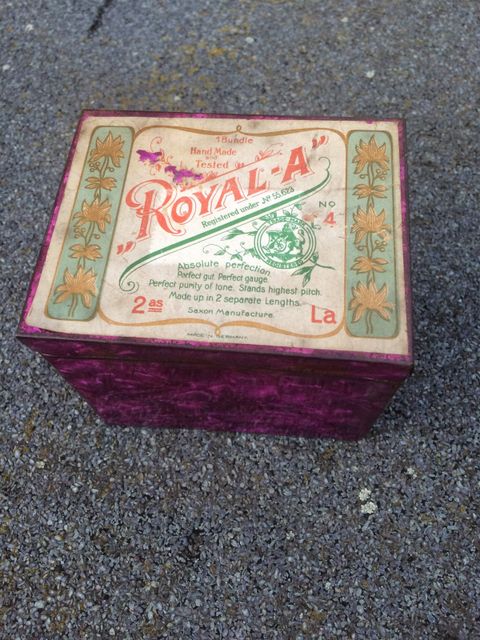 1 Bundle
Hand Made
and
Tested
„ROYAL-A”
Registered under No 55,673
No
4
Absolute perfection.
Perfect gut. Perfect gauge.
Perfect purity of tone. Stands highest pitch.
Made up in 2 separate Lengths.
2 as
La
Saxon Manufacture.
MADE IN GERMANY